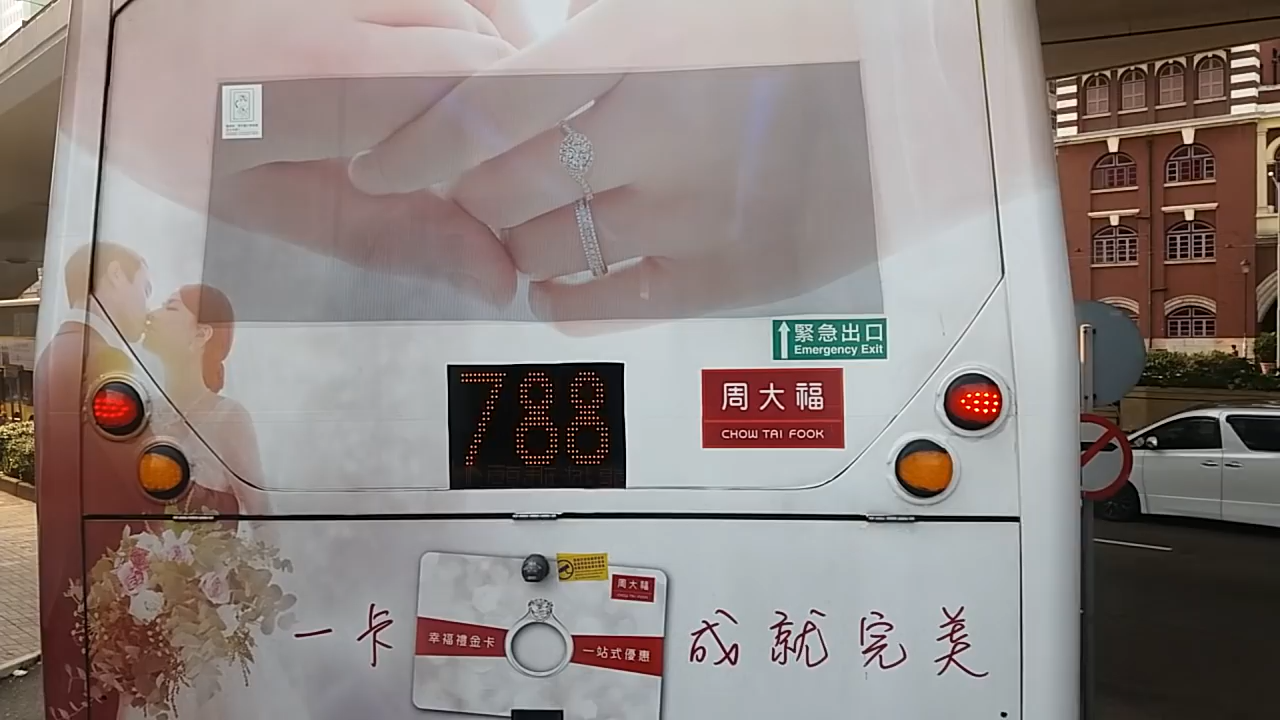 緊急出口
Emergency Exit
788
周大福
CHOW TAI FOOK
周大福
一卡
幸福禮金卡
一站式優惠
成就完美